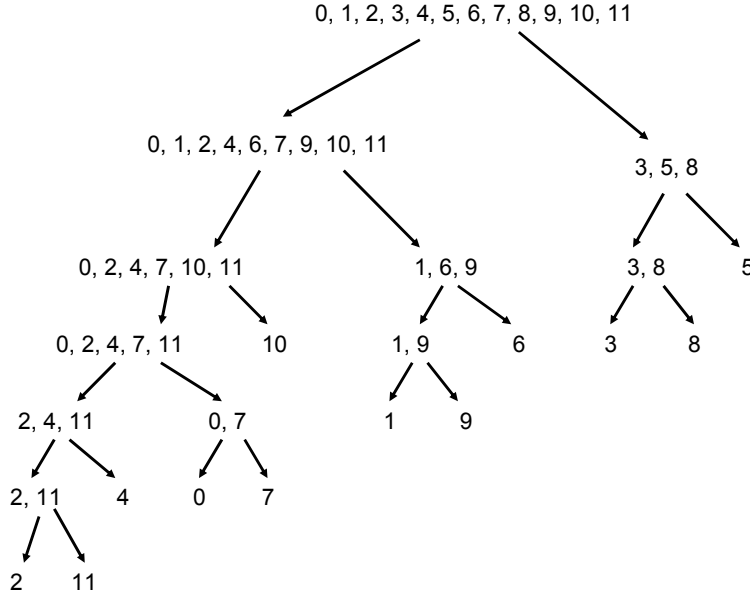 0, 1, 2, 3, 4, 5, 6, 7, 8, 9, 10, 11
0, 1, 2, 4, 6, 7, 9, 10, 11
3, 5, 8
0, 2, 4, 7, 10, 11
1, 6, 9
3, 8
5
0, 2, 4, 7, 11
10
1, 9
6
3
8
2, 4, 11
0, 7
1
9
2, 11
4
0
7
2
11